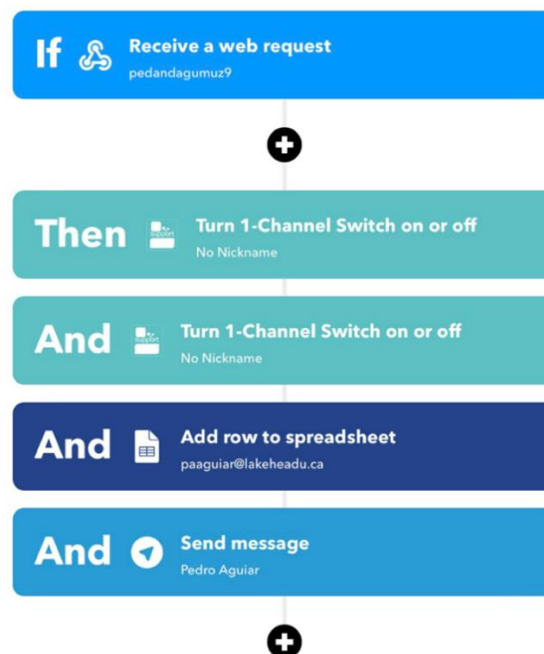 If
Receive a web request
pedandagumuz9
Then
Turn 1-Channel Switch on or off
No Nickname
And
Turn 1-Channel Switch on or off
No Nickname
And
Add row to spreadsheet
paaguiar@lakeheadu.ca
And
Send message
Pedro Aguiar